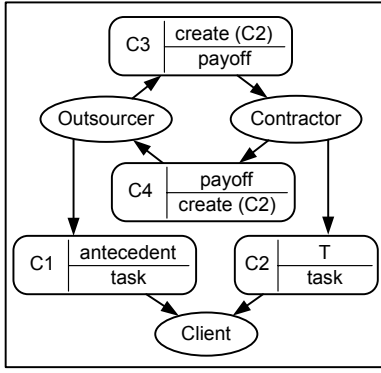 C3 create (C2)
payoff
Outsourcer Contractor
C4 payoff
create (C2)
C1 antecedent
task
C2 T
task
Client